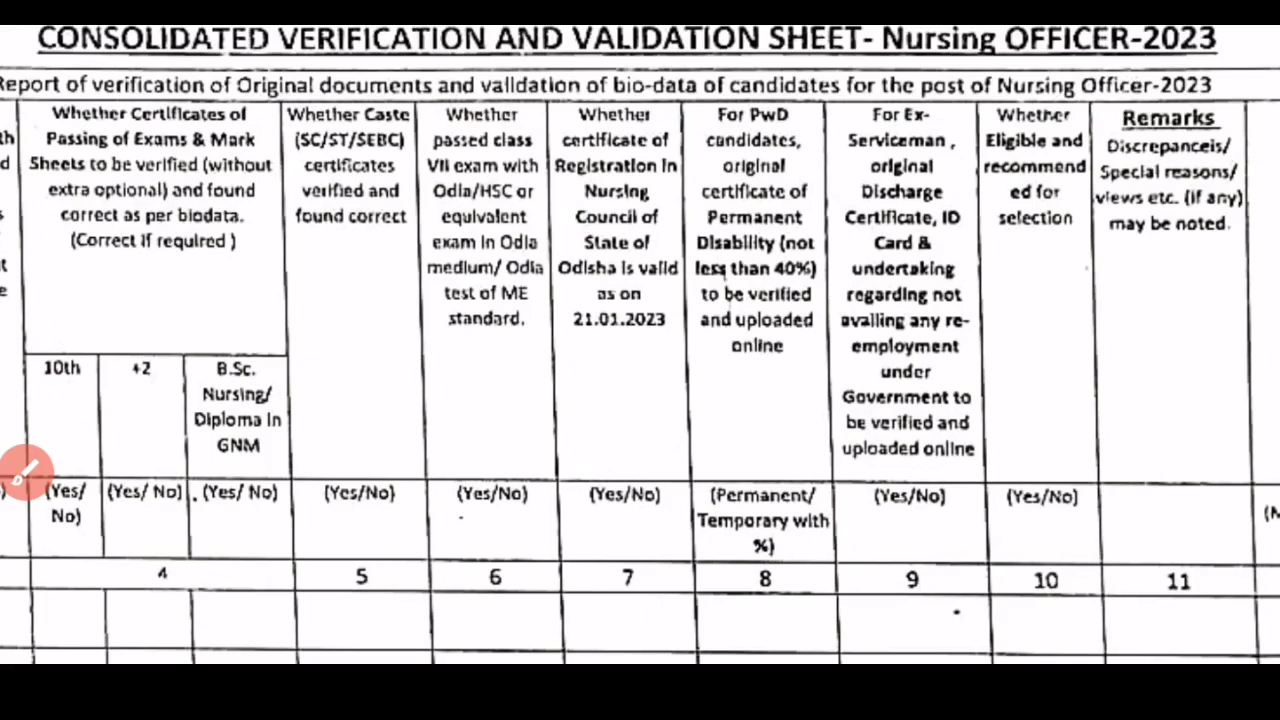 CONSOLIDATED VERIFICATION AND VALIDATION SHEET- Nursing OFFICER-2023
Report of verification of Original documents and validation of bio-data of candidates for the post of Nursing Officer-2023
Whether Certificates of
Passing of Exams & Mark
Sheets to be verified (without
extra optional) and found
correct as per biodata.
(Correct if required )
10th
+2
B.Sc.
Nursing/
Diploma in
GNM
Whether Caste
(SC/ST/SEBC)
certificates
verified and
found correct
Whether
passed class
VII exam with
Odia/HSC or
equivalent
exam in Odia
medium/ Odia
test of ME
standard.
Whether
certificate of
Registration in
Nursing
Council of
State of
Odisha is valid
as on
21.01.2023
For PwD
candidates,
original
certificate of
Permanent
Disability (not
less than 40%)
to be verified
and uploaded
online
For Ex-
Serviceman ,
original
Discharge
Certificate, ID
Card &
undertaking
regarding not
availing any re-
employment
under
Government to
be verified and
uploaded online
Whether
Eligible and
recommend
ed for
selection
Remarks
Discrepanceis/
Special reasons/
views etc. (if any)
may be noted.
(Yes/
No)
(Yes/ No)
(Yes/ No)
(Yes/No)
(Yes/No)
(Yes/No)
(Permanent/
Temporary with
%)
(Yes/No)
(Yes/No)
4
5
6
7
8
9
10
11